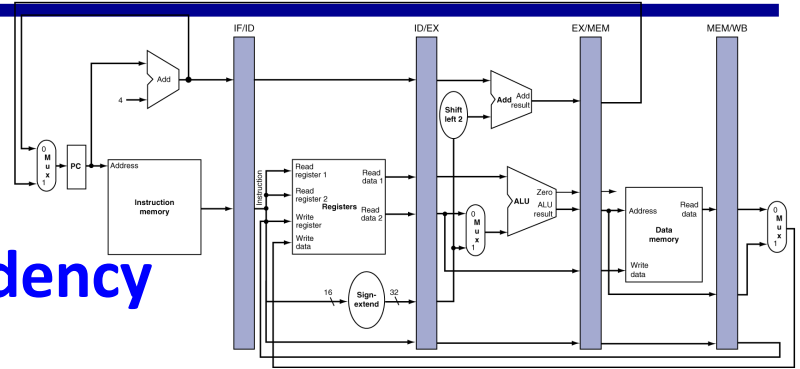 IF/ID
ID/EX
EX/MEM
MEM/WB
Add
4
Shift
left 2
Add
Add
result
0
M
u
x
1
PC
Address
Instruction
memory
Instruction
Read
register 1
Read
register 2
Registers
Write
register
Write
data
Read
data 1
Read
data 2
0
M
u
x
1
ALU
Zero
ALU
result
Address
Read
data
Data
memory
Write
data
0
M
u
x
1
16
Sign-
extend
32
dency